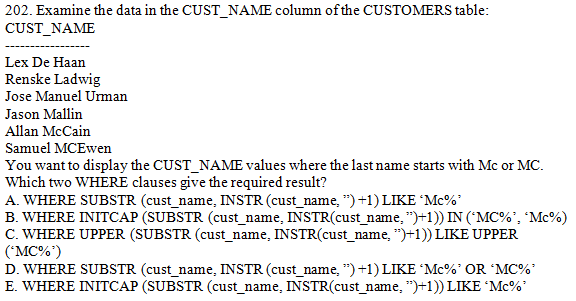 202. Examine the data in the CUST_NAME column of the CUSTOMERS table:
CUST_NAME
-----------------
Lex De Haan
Renske Ladwig
Jose Manuel Urman
Jason Mallin
Allan McCain
Samuel MCEwen
You want to display the CUST_NAME values where the last name starts with Mc or MC.
Which two WHERE clauses give the required result?
A. WHERE SUBSTR (cust_name, INSTR (cust_name, ”) +1) LIKE ‘Mc%’
B. WHERE INITCAP (SUBSTR (cust_name, INSTR(cust_name, ”)+1)) IN (‘MC%’, ‘Mc%)
C. WHERE UPPER (SUBSTR (cust_name, INSTR(cust_name, ”)+1)) LIKE UPPER
(‘MC%’)
D. WHERE SUBSTR (cust_name, INSTR (cust_name, ”) +1) LIKE ‘Mc%’ OR ‘MC%’
E. WHERE INITCAP (SUBSTR (cust_name, INSTR(cust_name, ”)+1)) LIKE ‘Mc%’